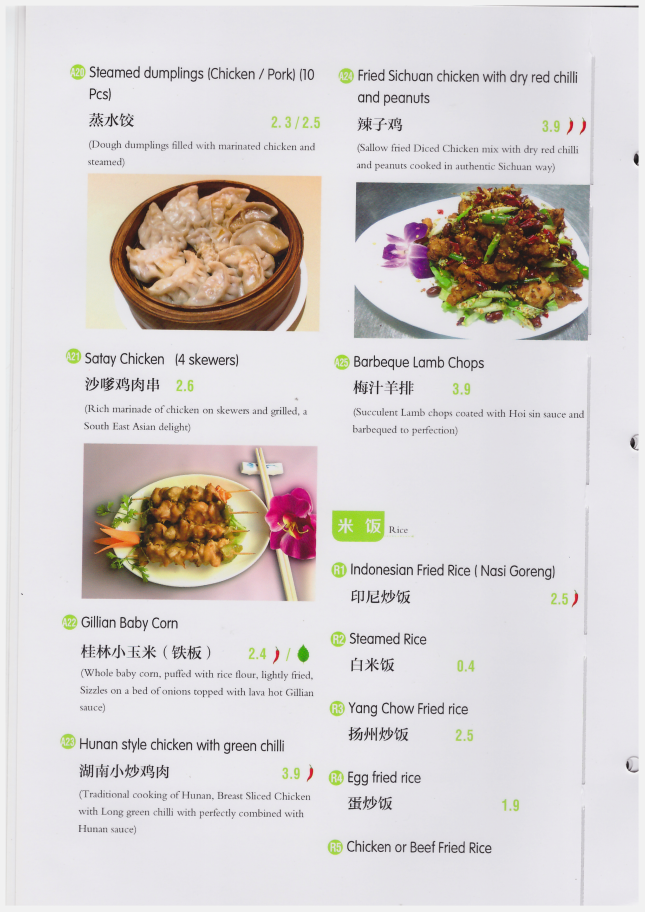 A20 Steamed dumplings (Chicken / Pork) (10
Pcs)
蒸水饺 2. 3 / 2.5
(Dough dumplings filled with marinated chicken and
steamed)
A21 Satay Chicken (4 skewers)
沙嗲鸡肉串 2.6
(Rich marinade of chicken on skewers and grilled, a
South East Asian delight)
A22 Gillian Baby Corn
桂林小玉米（铁板） 2.4 /
(Whole baby corn, puffed with rice flour, lightly fried,
Sizzles on a bed of onions topped with lava hot Gillian
sauce)
A23 Hunan style chicken with green chilli
湖南小炒鸡肉 3.9
(Traditional cooking of Hunan, Breast Sliced Chicken
with Long green chilli with perfectly combined with
Hunan sauce)
A24 Fried Sichuan chicken with dry red chilli
and peanuts
辣子鸡 3.9
(Sallow fried Diced Chicken mix with dry red chilli
and peanuts cooked in authentic Sichuan way)
A25 Barbeque Lamb Chops
梅汁羊排 3.9
(Succulent Lamb chops coated with Hoi sin sauce and
barbequed to perfection)
米 饭 Rice
R1 Indonesian Fried Rice ( Nasi Goreng)
印尼炒饭 2.5
R2 Steamed Rice
白米饭 0.4
R3 Yang Chow Fried rice
扬州炒饭 2.5
R4 Egg fried rice
蛋炒饭 1.9
R5 Chicken or Beef Fried Rice